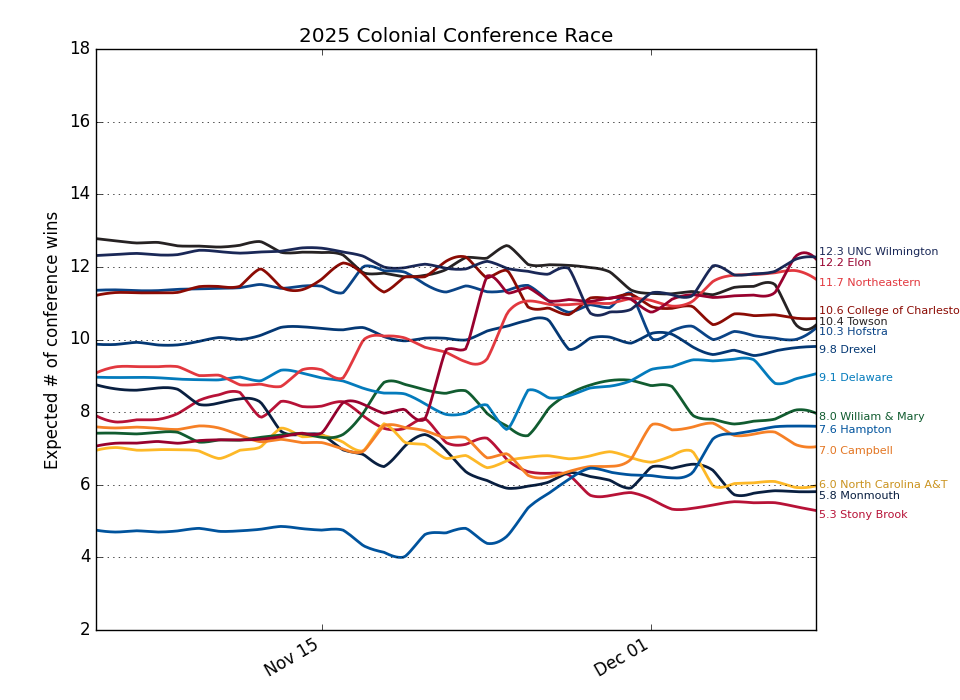 2025 Colonial Conference Race
Expected # of conference wins
18
16
14
12
10
8
6
4
2
Nov 15
Dec 01
12.3 UNC Wilmington
12.2 Elon
11.7 Northeastern
10.6 College of Charlesto
10.4 Towson
10.3 Hofstra
9.8 Drexel
9.1 Delaware
8.0 William & Mary
7.6 Hampton
7.0 Campbell
6.0 North Carolina A&T
5.8 Monmouth
5.3 Stony Brook